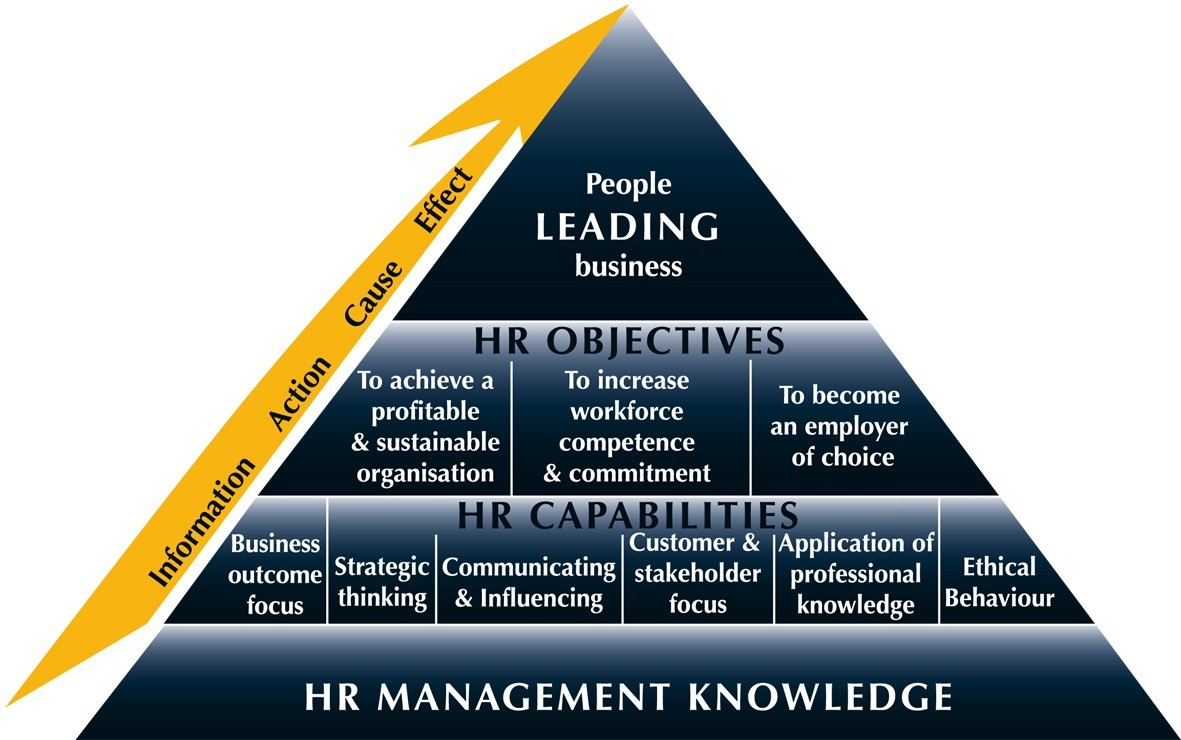 People
LEADING
business
HR OBJECTIVES
To achieve a
profitable
& sustainable
organisation
To increase
workforce
competence
& commitment
To become
an employer
of choice
HR CAPABILITIES
Business
outcome
focus
Strategic
thinking
Communicating
& Influencing
Customer &
stakeholder
focus
Application of
professional
knowledge
Ethical
Behaviour
HR MANAGEMENT KNOWLEDGE
Information Action Cause Effect